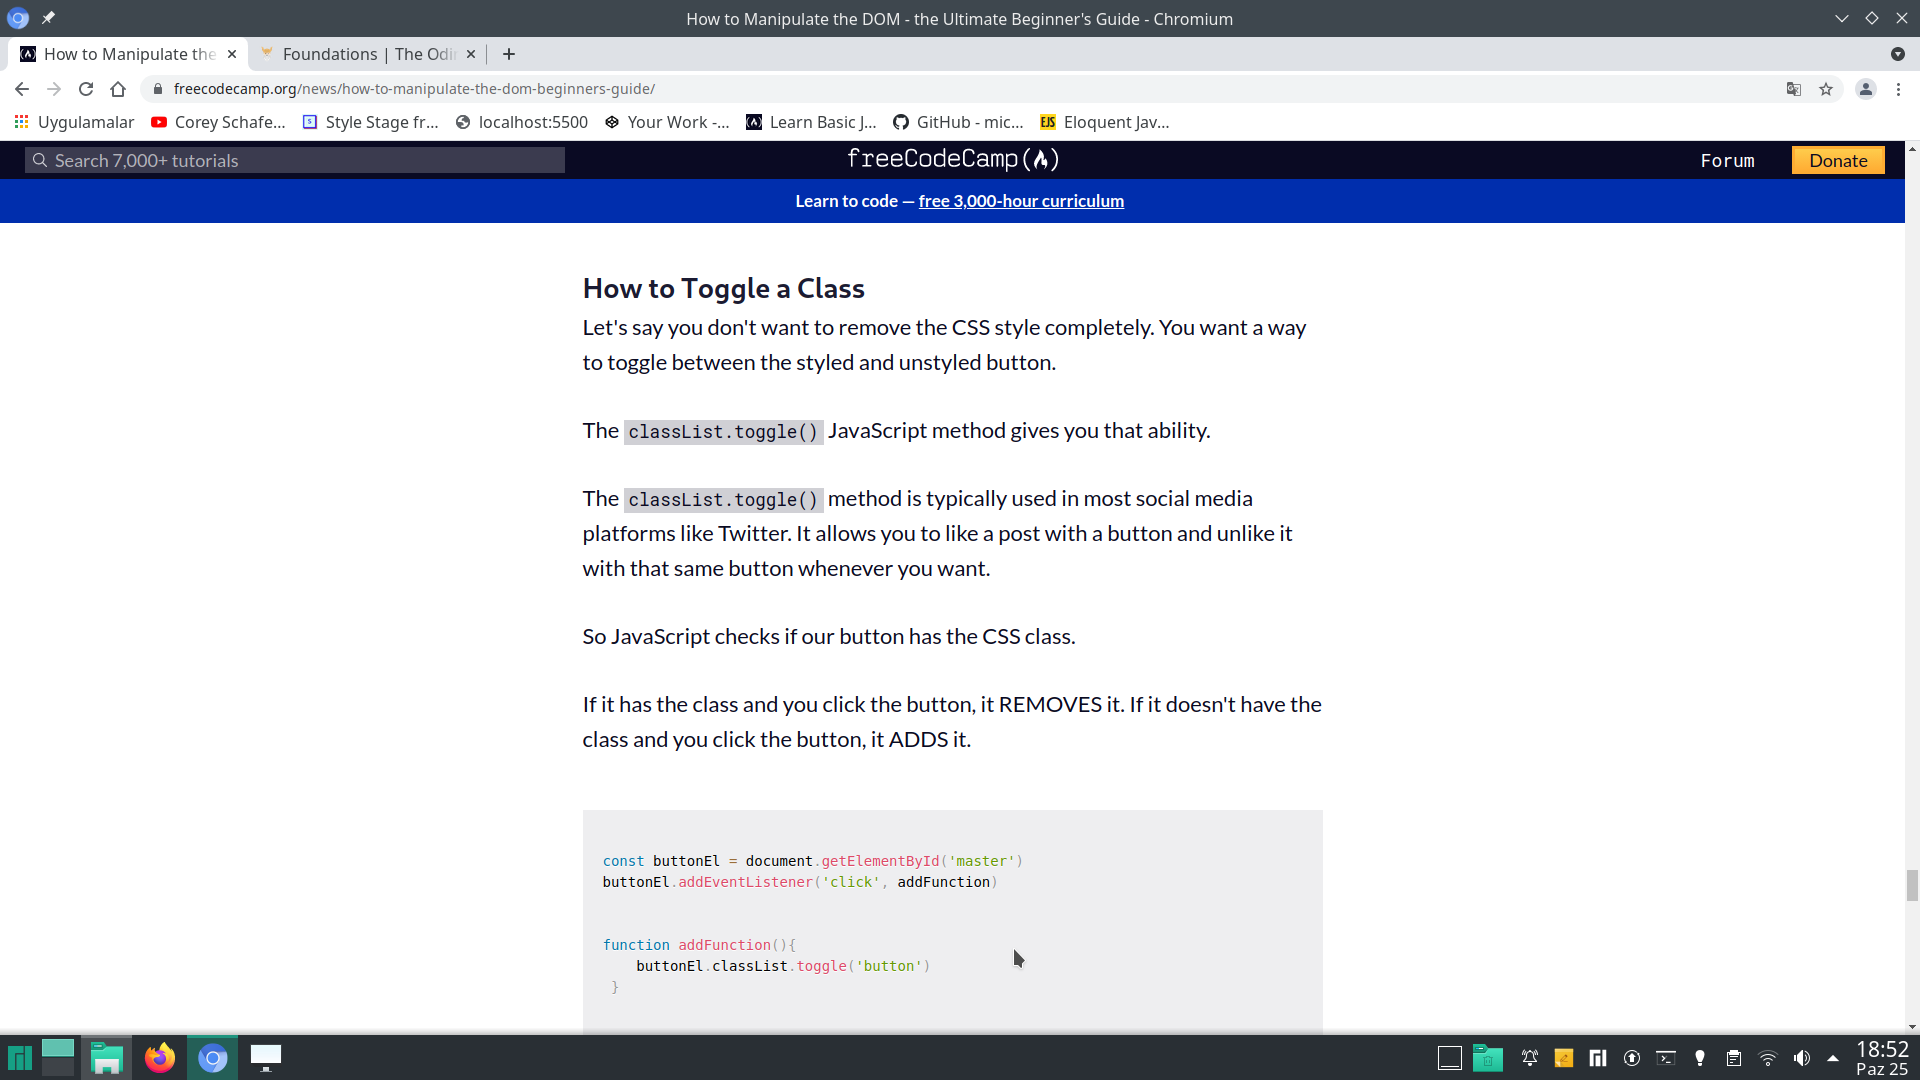 How to Manipulate the DOM - the Ultimate Beginner's Guide - Chromium
How to Manipulate the
Foundations | The Odi
freecodecamp.org/news/how-to-manipulate-the-dom-beginners-guide/
Uygulamalar
Corey Schafe...
Style Stage fr...
localhost:5500
Your Work -...
Learn Basic J...
GitHub - mic...
EJS
Eloquent Jav...
Search 7,000+ tutorials
freeCodeCamp
Forum
Donate
Learn to code — free 3,000-hour curriculum
How to Toggle a Class
Let's say you don't want to remove the CSS style completely. You want a way
to toggle between the styled and unstyled button.
The classList.toggle() JavaScript method gives you that ability.
The classList.toggle() method is typically used in most social media
platforms like Twitter. It allows you to like a post with a button and unlike it
with that same button whenever you want.
So JavaScript checks if our button has the CSS class.
If it has the class and you click the button, it REMOVES it. If it doesn't have the
class and you click the button, it ADDS it.
const buttonEl = document.getElementById('master')
buttonEl.addEventListener('click', addFunction)
function addFunction(){
buttonEl.classList.toggle('button')
}
18:52
Paz 25